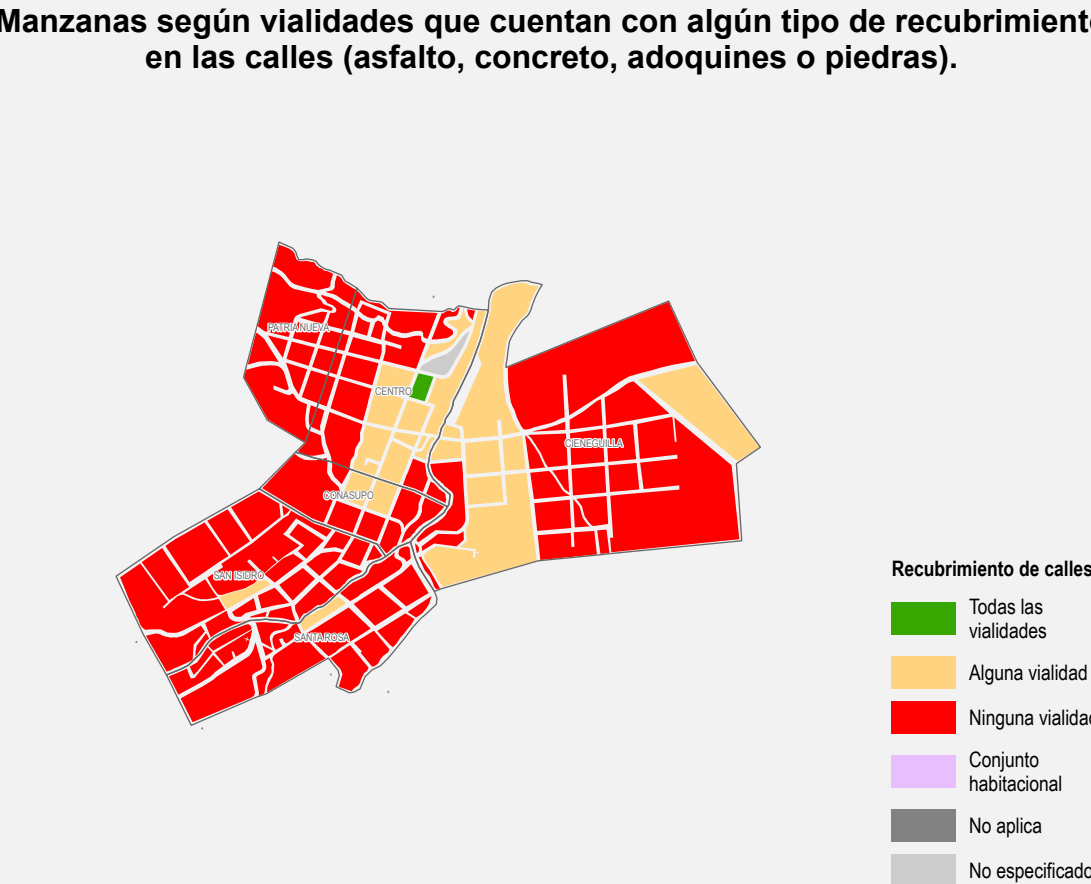 Manzanas según vialidades que cuentan con algún tipo de recubrimiento
en las calles (asfalto, concreto, adoquines o piedras).
PATRIA NUEVA
CENTRO
CIENEGUILLA
CONASUPO
SAN ISIDRO
SANTA ROSA
Recubrimiento de calles
Todas las
vialidades
Alguna vialidad
Ninguna vialidad
Conjunto
habitacional
No aplica
No especificado